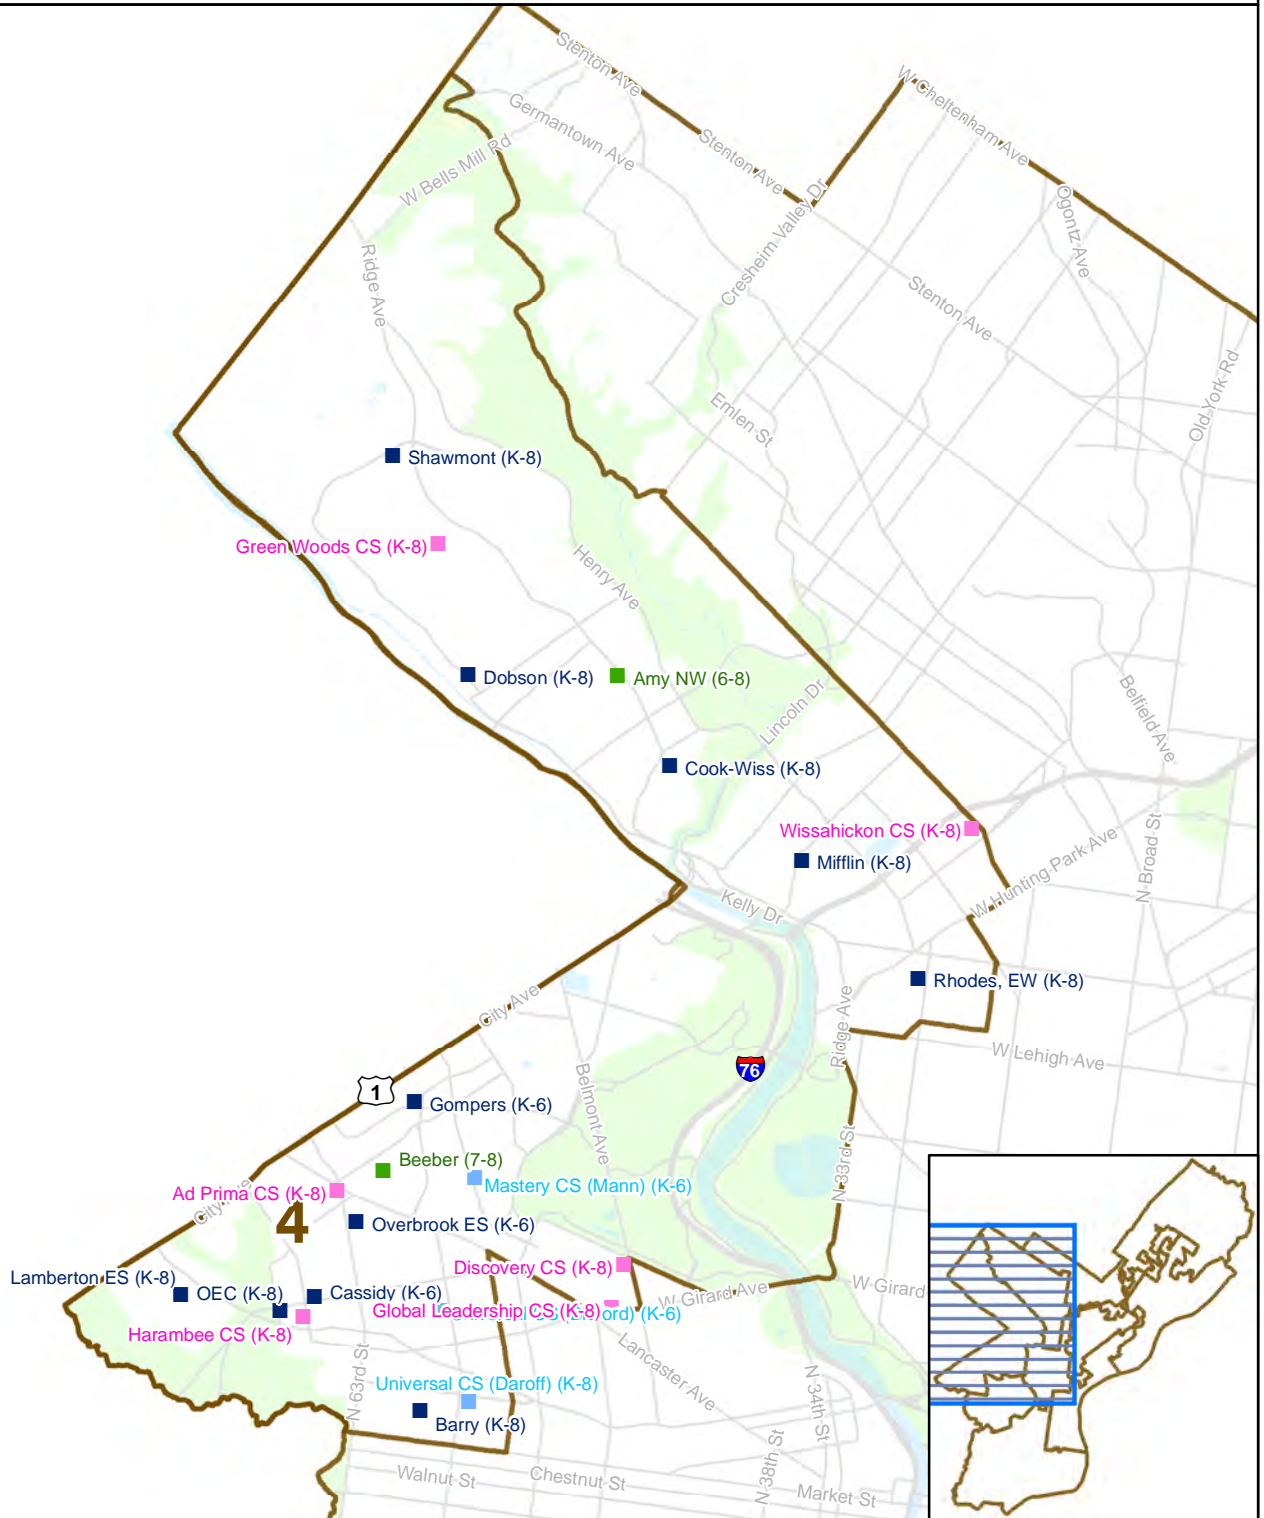 Stenton Ave
W Cheltenham Ave
Germantown Ave
Stenton Ave
W Bells Mill Rd
Cresheim Valley Dr
Ogontz Ave
Ridge Ave
Stenton Ave
Old York Rd
Emlen St
Shawmont (K-8)
Green Woods CS (K-8)
Henry Ave
Dobson (K-8)
Amy NW (6-8)
Lincoln Dr
Belfield Ave
Cook-Wiss (K-8)
Wissahickon CS (K-8)
Mifflin (K-8)
W Hunting Park Ave
N Broad St
Kelly Dr
Rhodes, EW (K-8)
City Ave
Ridge Ave
W Lehigh Ave
76
1
Belmont Ave
Gompers (K-6)
Beeber (7-8)
Mastery CS (Mann) (K-6)
N 33rd St
Ad Prima CS (K-8)
City Ave
4
Overbrook ES (K-6)
Discovery CS (K-8)
Lamberton ES (K-8)
OEC (K-8)
Cassidy (K-6)
W Girard Ave
W Girard
Global Leadership CS (K-8)
(K-6)
Harambee CS (K-8)
Lancaster Ave
N 63rd St
Universal CS (Daroff) (K-8)
N 34th St
Barry (K-8)
N 38th St
Walnut St
Chestnut St
Market St